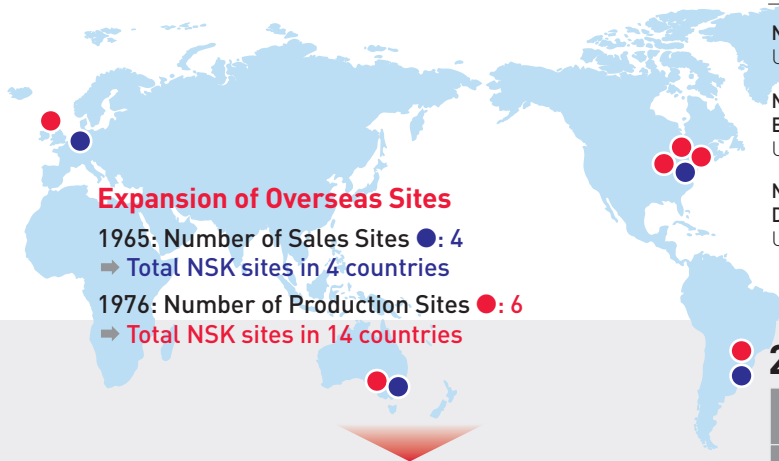 Expansion of Overseas Sites
1965: Number of Sales Sites ●: 4
➡ Total NSK sites in 4 countries
1976: Number of Production Sites ●: 6
➡ Total NSK sites in 14 countries
N
U
N
E
U
N
D
U
2